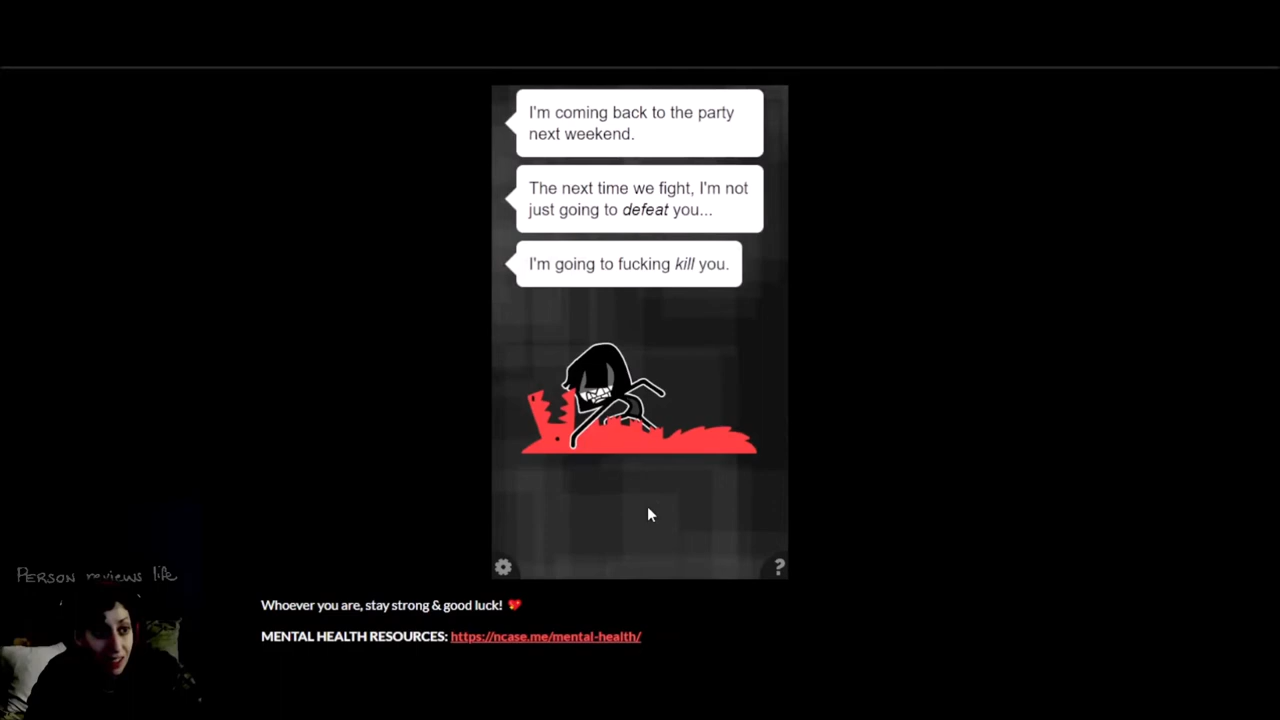 I'm coming back to the party
next weekend.
The next time we fight, I'm not
just going to defeat you...
I'm going to fucking kill you.
?
PERSON reviews life
Whoever you are, stay strong & good luck! 💖
MENTAL HEALTH RESOURCES: https://ncase.me/mental-health/